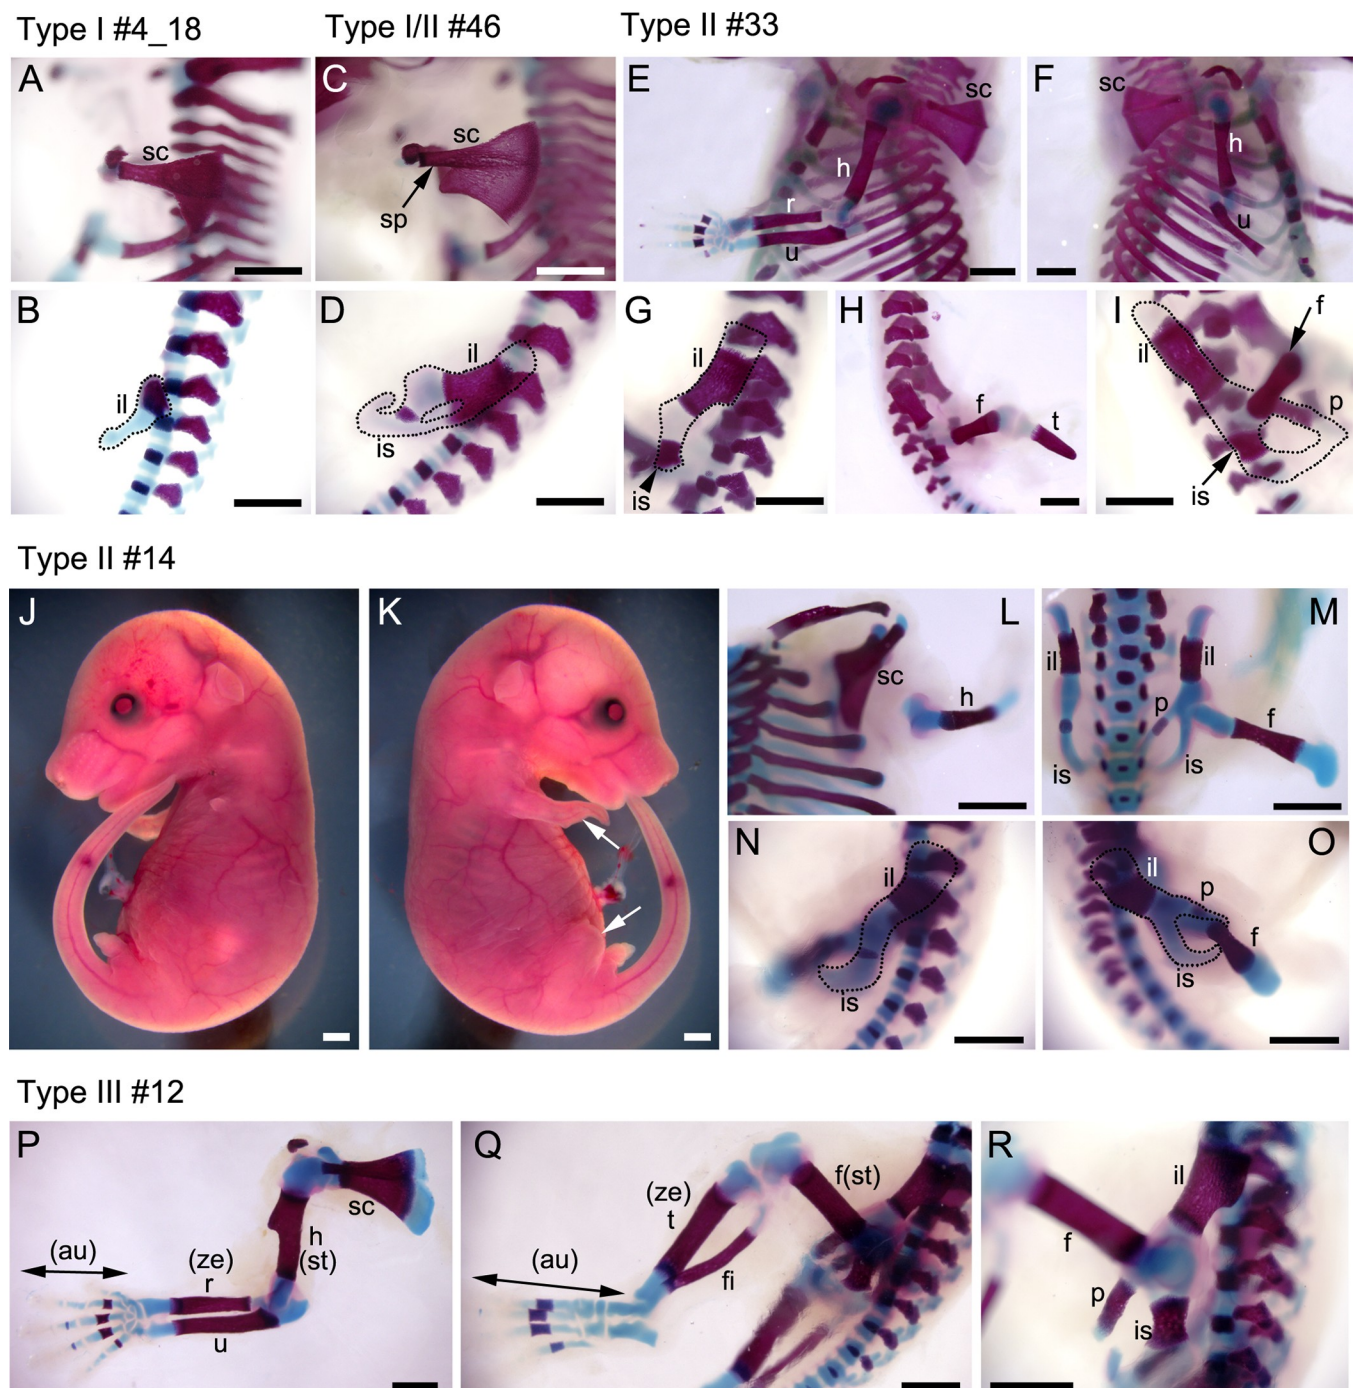 Type I #4_18 Type I/II #46 Type II #33
A sc
C sc sp
E sc h r u
F sc h u
B il
D il is
G il is
H f t
I f il p is
Type II #14
J
K
L sc h
M il il p f is is
N il is
O il p f is
Type III #12
P sc h (st) (au) (ze) r u
Q f(st) (ze) t (au) fi
R il f p is